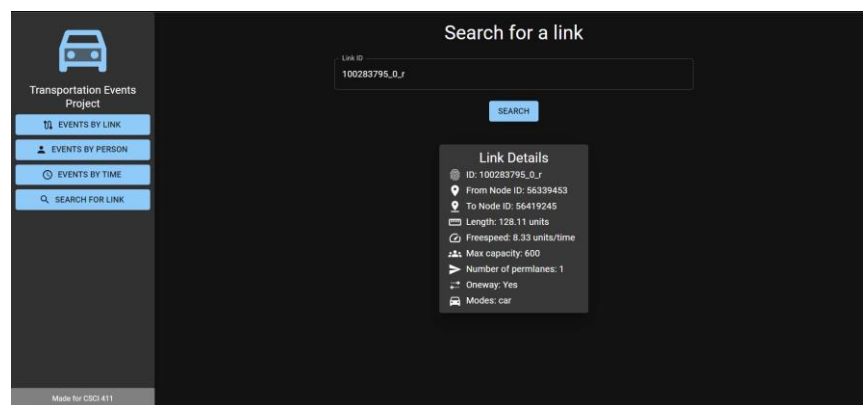 Transportation Events
Project
EVENTS BY LINK
EVENTS BY PERSON
EVENTS BY TIME
SEARCH FOR LINK
Made for CSCI 411
Search for a link
Link ID
100283795_0_r
SEARCH
Link Details
ID: 100283795_0_r
From Node ID: 56339453
To Node ID: 56419245
Length: 128.11 units
Freespeed: 8.33 units/time
Max capacity: 600
Number of permlanes: 1
Oneway: Yes
Modes: car